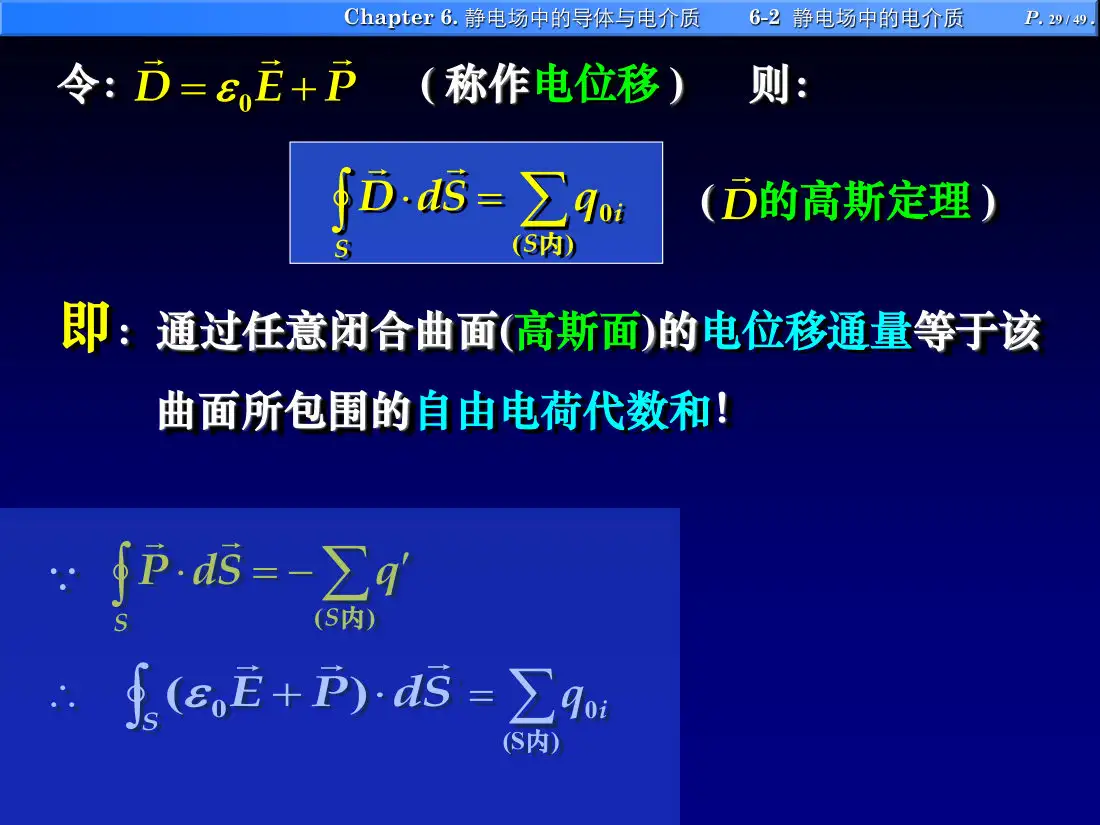 Chapter 6. 静电场中的导体与电介质 6-2 静电场中的电介质 P. 29 / 49 .
令: D⃗ = ε₀E⃗ + P⃗ ( 称作电位移 ) 则:
∮_S D⃗ · dS⃗ = ∑_(S内) q₀ᵢ ( D⃗的高斯定理 )
即: 通过任意闭合曲面(高斯面)的电位移通量等于该
曲面所包围的自由电荷代数和!
∵ ∮_S P⃗ · dS⃗ = − ∑_(S内) q′
∴ ∮_S (ε₀E⃗ + P⃗) · dS⃗ = ∑_(S内) q₀ᵢ